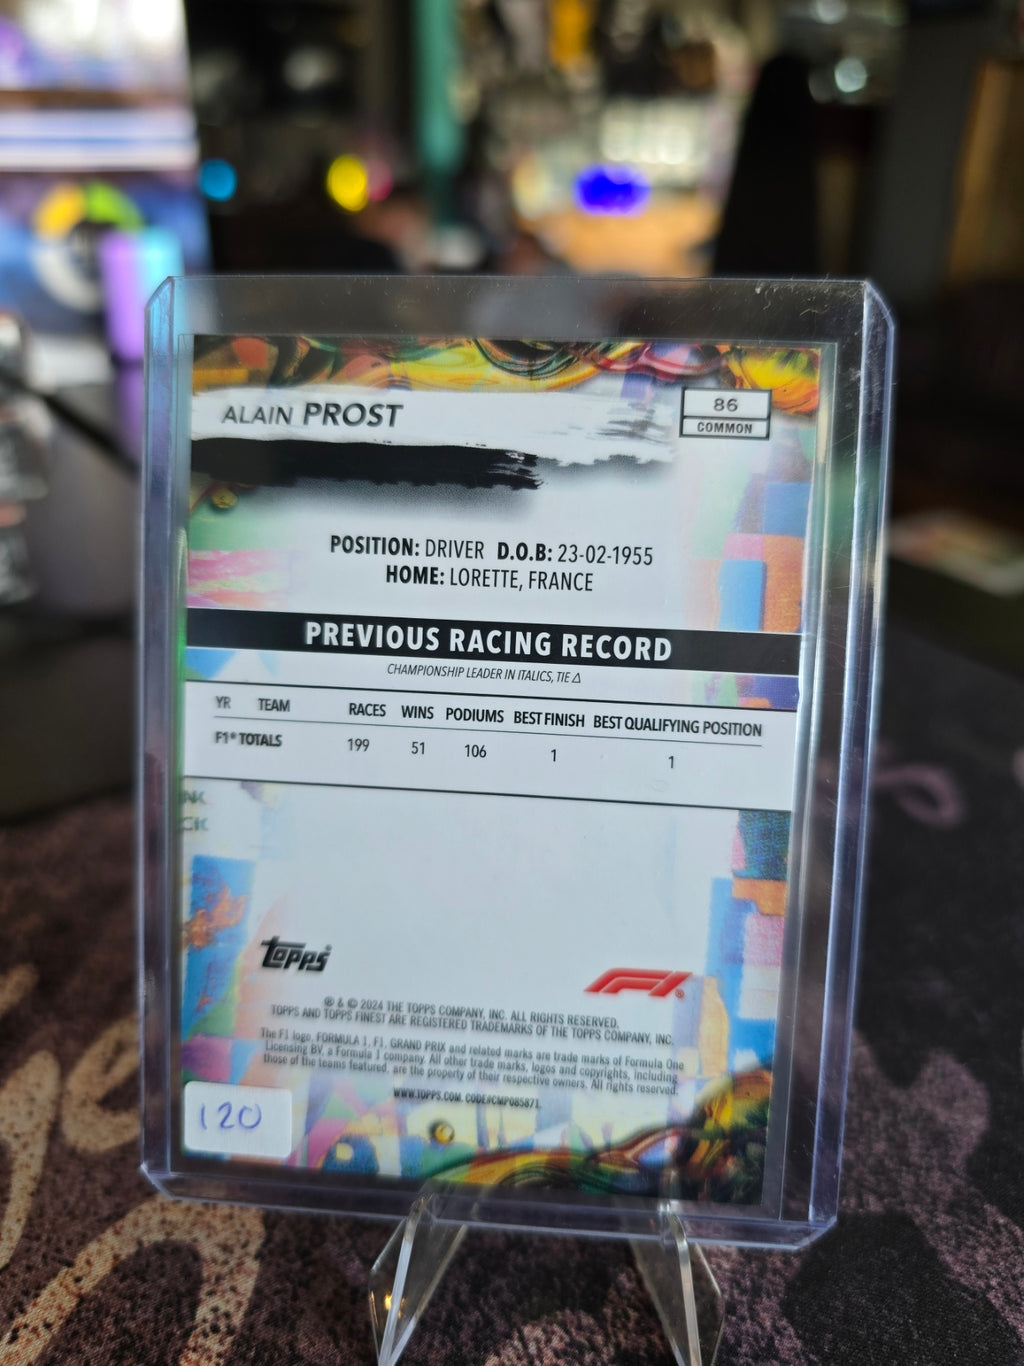 ALAIN PROST
86
COMMON
POSITION: DRIVER D.O.B: 23-02-1955
HOME: LORETTE, FRANCE
PREVIOUS RACING RECORD
CHAMPIONSHIP LEADER IN ITALICS, TIE Δ
YR TEAM RACES WINS PODIUMS BEST FINISH BEST QUALIFYING POSITION
F1® TOTALS 199 51 106 1 1
NK
CK
Topps®
F1®
® & © 2024 THE TOPPS COMPANY, INC. ALL RIGHTS RESERVED.
TOPPS AND TOPPS FINEST ARE REGISTERED TRADEMARKS OF THE TOPPS COMPANY, INC.
The F1 logo, FORMULA 1, F1, GRAND PRIX and related marks are trade marks of Formula One
Licensing BV, a Formula 1 company. All other trade marks, logos and copyrights, including
those of the teams featured, are the property of their respective owners. All rights reserved.
WWW.TOPPS.COM. CODE#CMP085871.
120